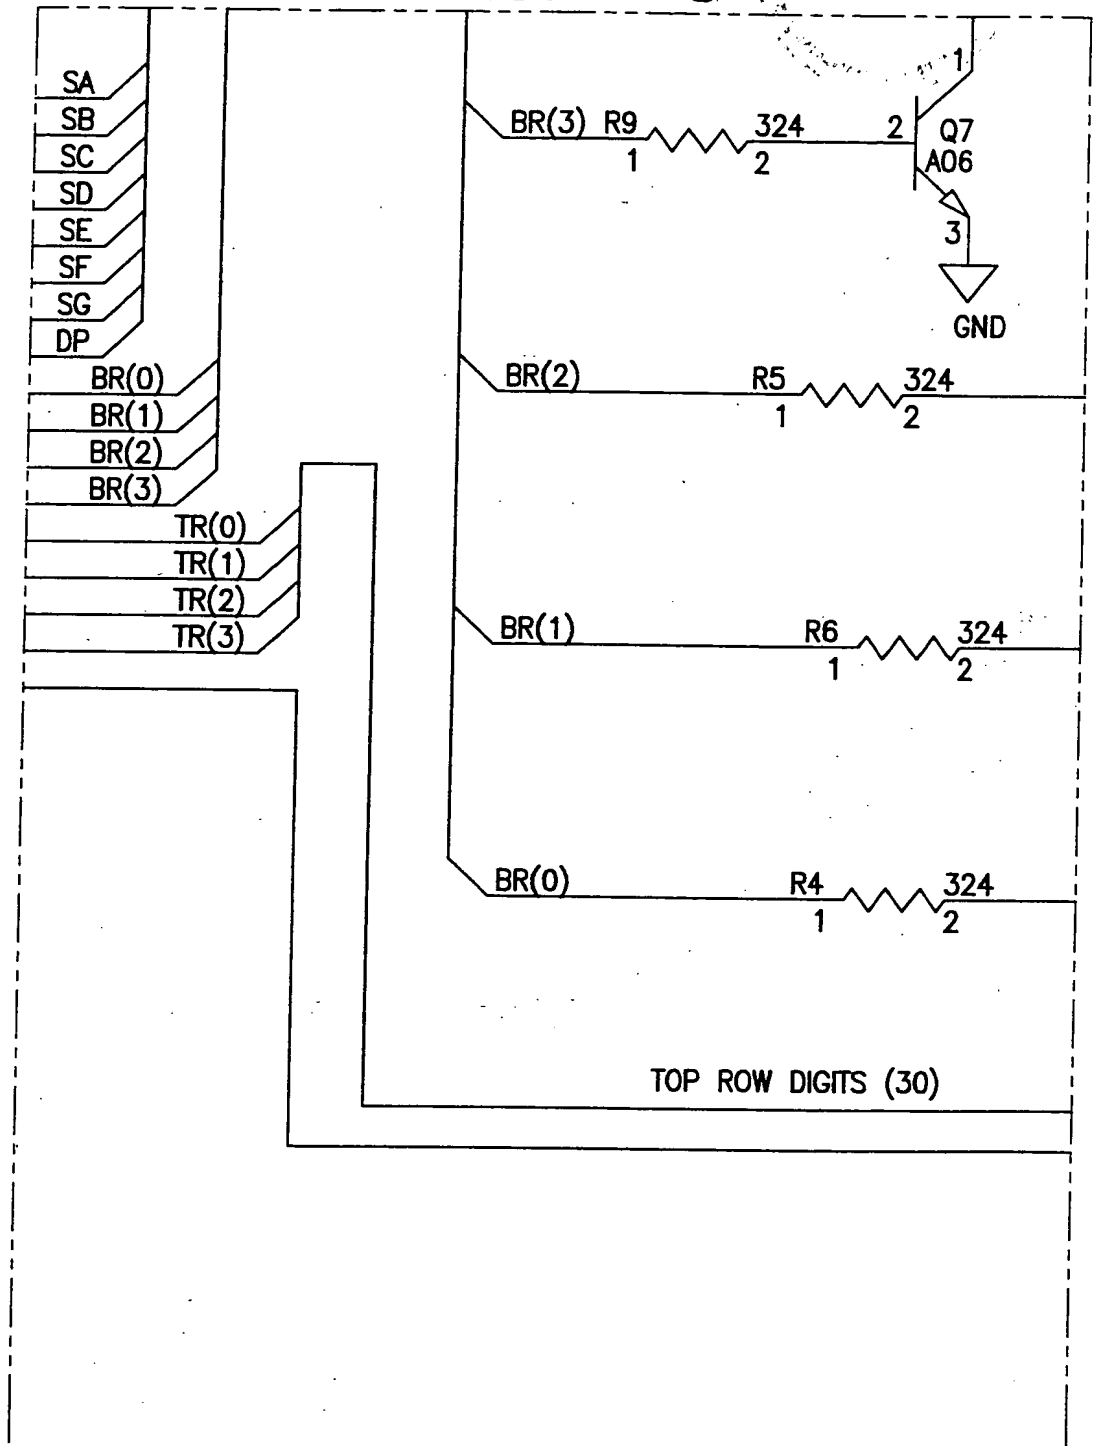 SA
SB
SC
SD
SE
SF
SG
DP
BR(0)
BR(1)
BR(2)
BR(3)
TR(0)
TR(1)
TR(2)
TR(3)
BR(3) R9 324
1 2
1
2 Q7
A06
3
GND
BR(2) R5 324
1 2
BR(1) R6 324
1 2
BR(0) R4 324
1 2
TOP ROW DIGITS (30)